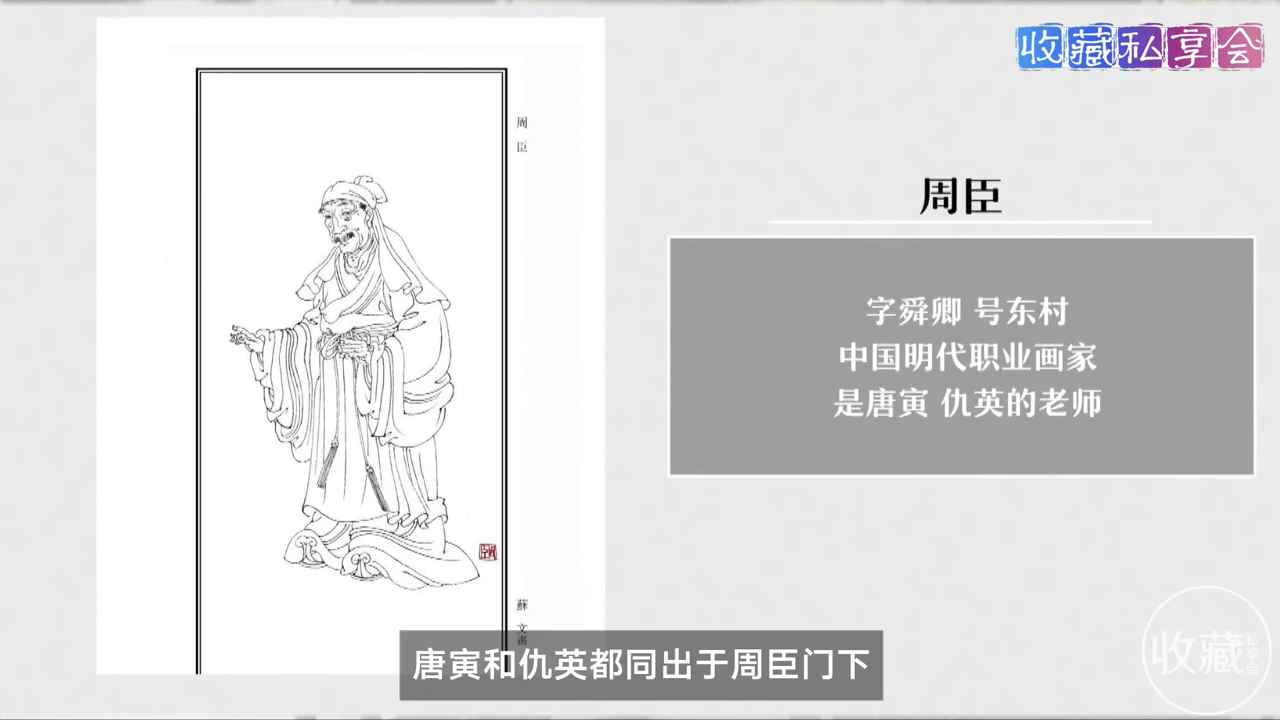 收藏私享会
周臣
周臣
字舜卿 号东村
中国明代职业画家
是唐寅 仇英的老师
蘇文
唐寅和仇英都同出于周臣门下
收藏
私享会